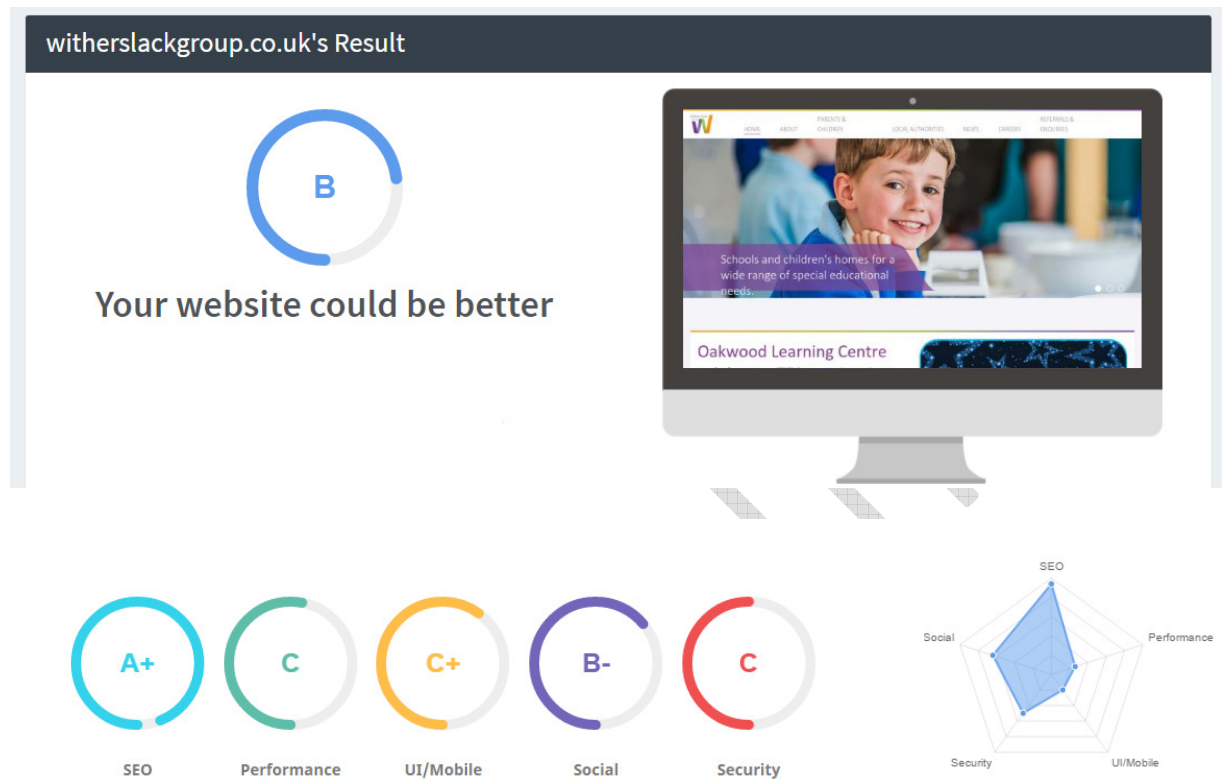 witherslackgroup.co.uk's Result
B
Your website could be better
PARENTS &
CHILDREN
REFERRALS &
ENQUIRIES
HOME ABOUT LOCAL AUTHORITIES NEWS CAREERS
Schools and children's homes for a
wide range of special educational
needs.
Oakwood Learning Centre
A+ C C+ B- C
SEO Performance UI/Mobile Social Security
SEO
Social
Performance
Security
UI/Mobile